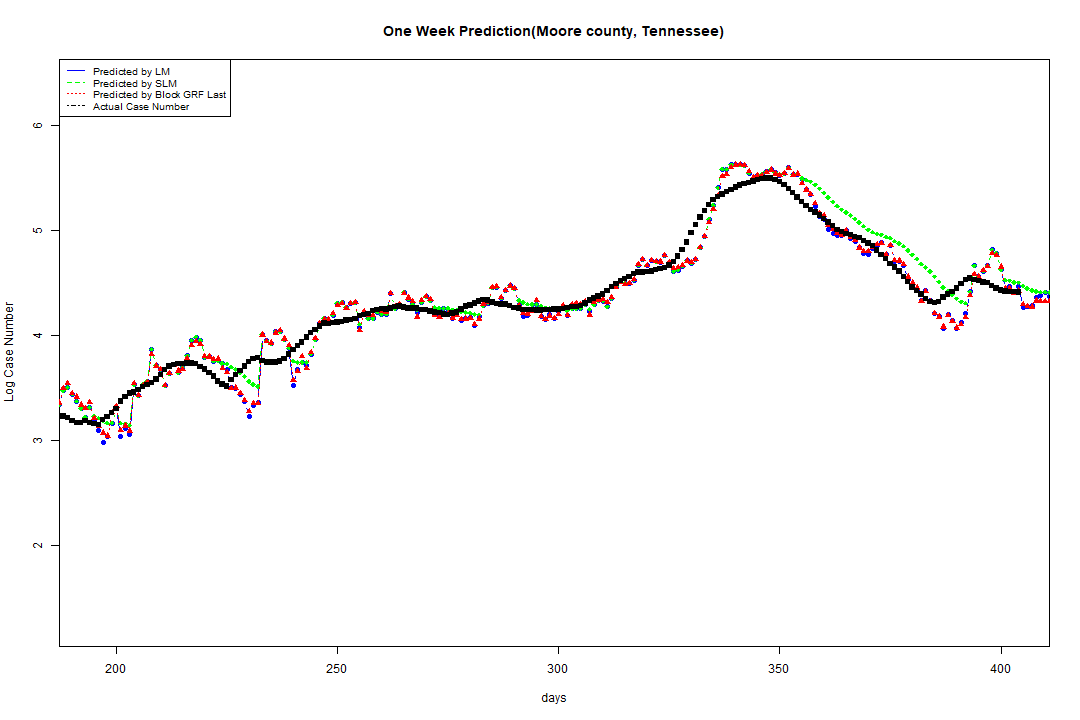 One Week Prediction(Moore county, Tennessee)
Predicted by LM
Predicted by SLM
Predicted by Block GRF Last
Actual Case Number
6
5
4
3
2
Log Case Number
200 250 300 350 400
days